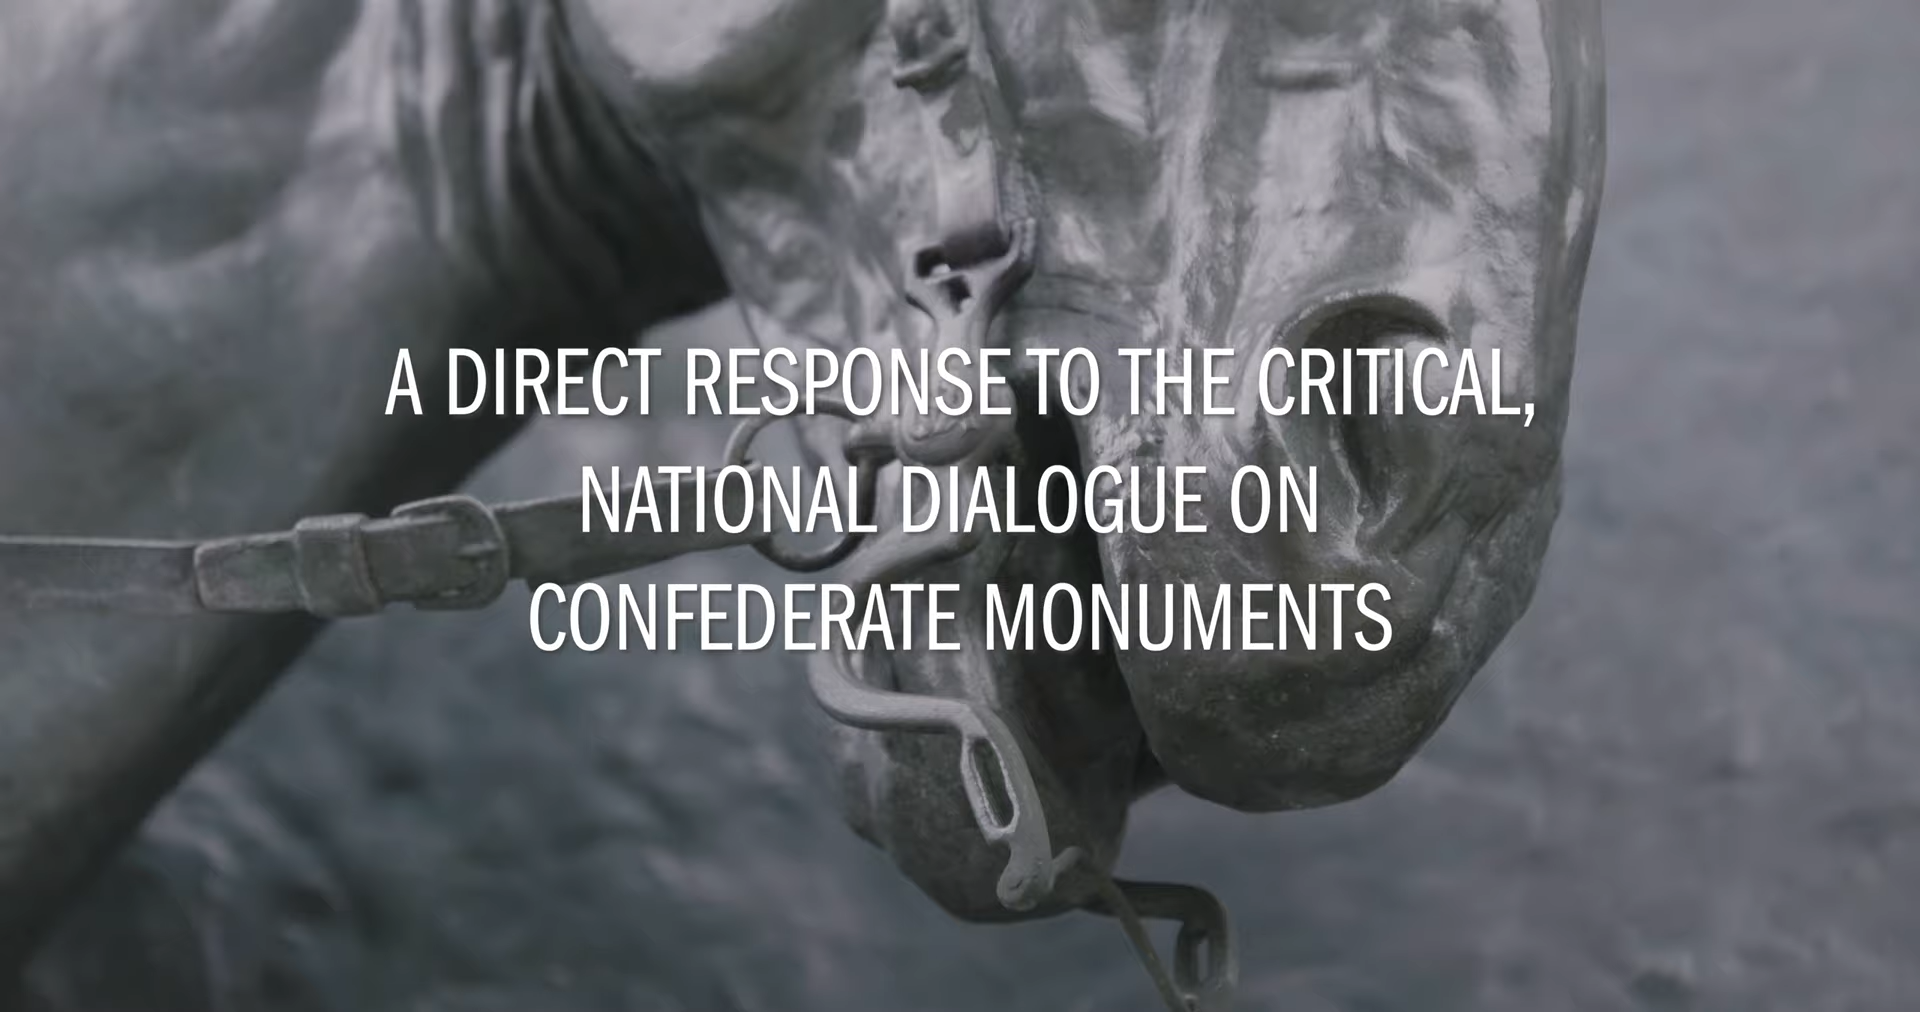 A DIRECT RESPONSE TO THE CRITICAL,
NATIONAL DIALOGUE ON
CONFEDERATE MONUMENTS